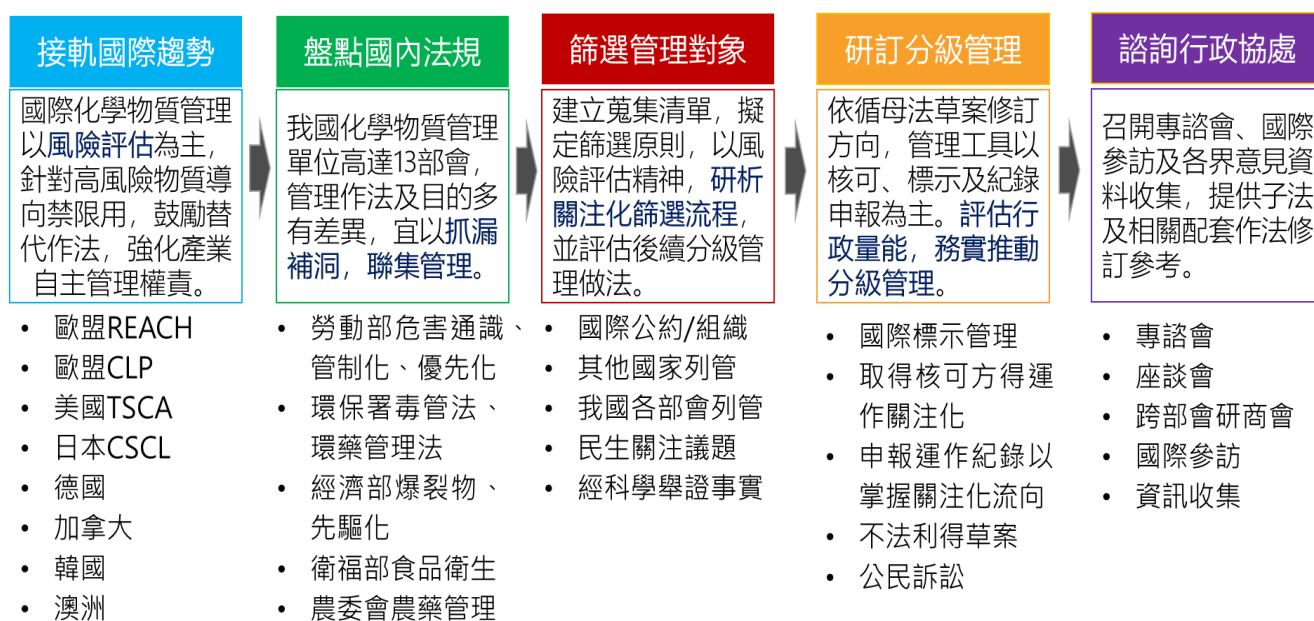 接軌國際趨勢
國際化學物質管理
以風險評估為主，
針對高風險物質導
向禁限用，鼓勵替
代作法，強化產業
自主管理權責。
• 歐盟REACH
• 歐盟CLP
• 美國TSCA
• 日本CSCL
• 德國
• 加拿大
• 韓國
• 澳洲
盤點國內法規
我國化學物質管理
單位高達13部會，
管理作法及目的多
有差異，宜以抓漏
補洞，聯集管理。
• 勞動部危害通識、
管制化、優先化
• 環保署毒管法、
環藥管理法
• 經濟部爆裂物、
先驅化
• 衛福部食品衛生
• 農委會農藥管理
篩選管理對象
建立蒐集清單，擬
定篩選原則，以風
險評估精神，研析
關注化篩選流程，
並評估後續分級管
理做法。
• 國際公約/組織
• 其他國家列管
• 我國各部會列管
• 民生關注議題
• 經科學舉證事實
研訂分級管理
依循母法草案修訂
方向，管理工具以
核可、標示及紀錄
申報為主。評估行
政量能，務實推動
分級管理。
• 國際標示管理
• 取得核可方得運
作關注化
• 申報運作紀錄以
掌握關注化流向
• 不法利得草案
• 公民訴訟
諮詢行政協處
召開專諮會、國際
參訪及各界意見資
料收集，提供子法
及相關配套作法修
訂參考。
• 專諮會
• 座談會
• 跨部會研商會
• 國際參訪
• 資訊收集